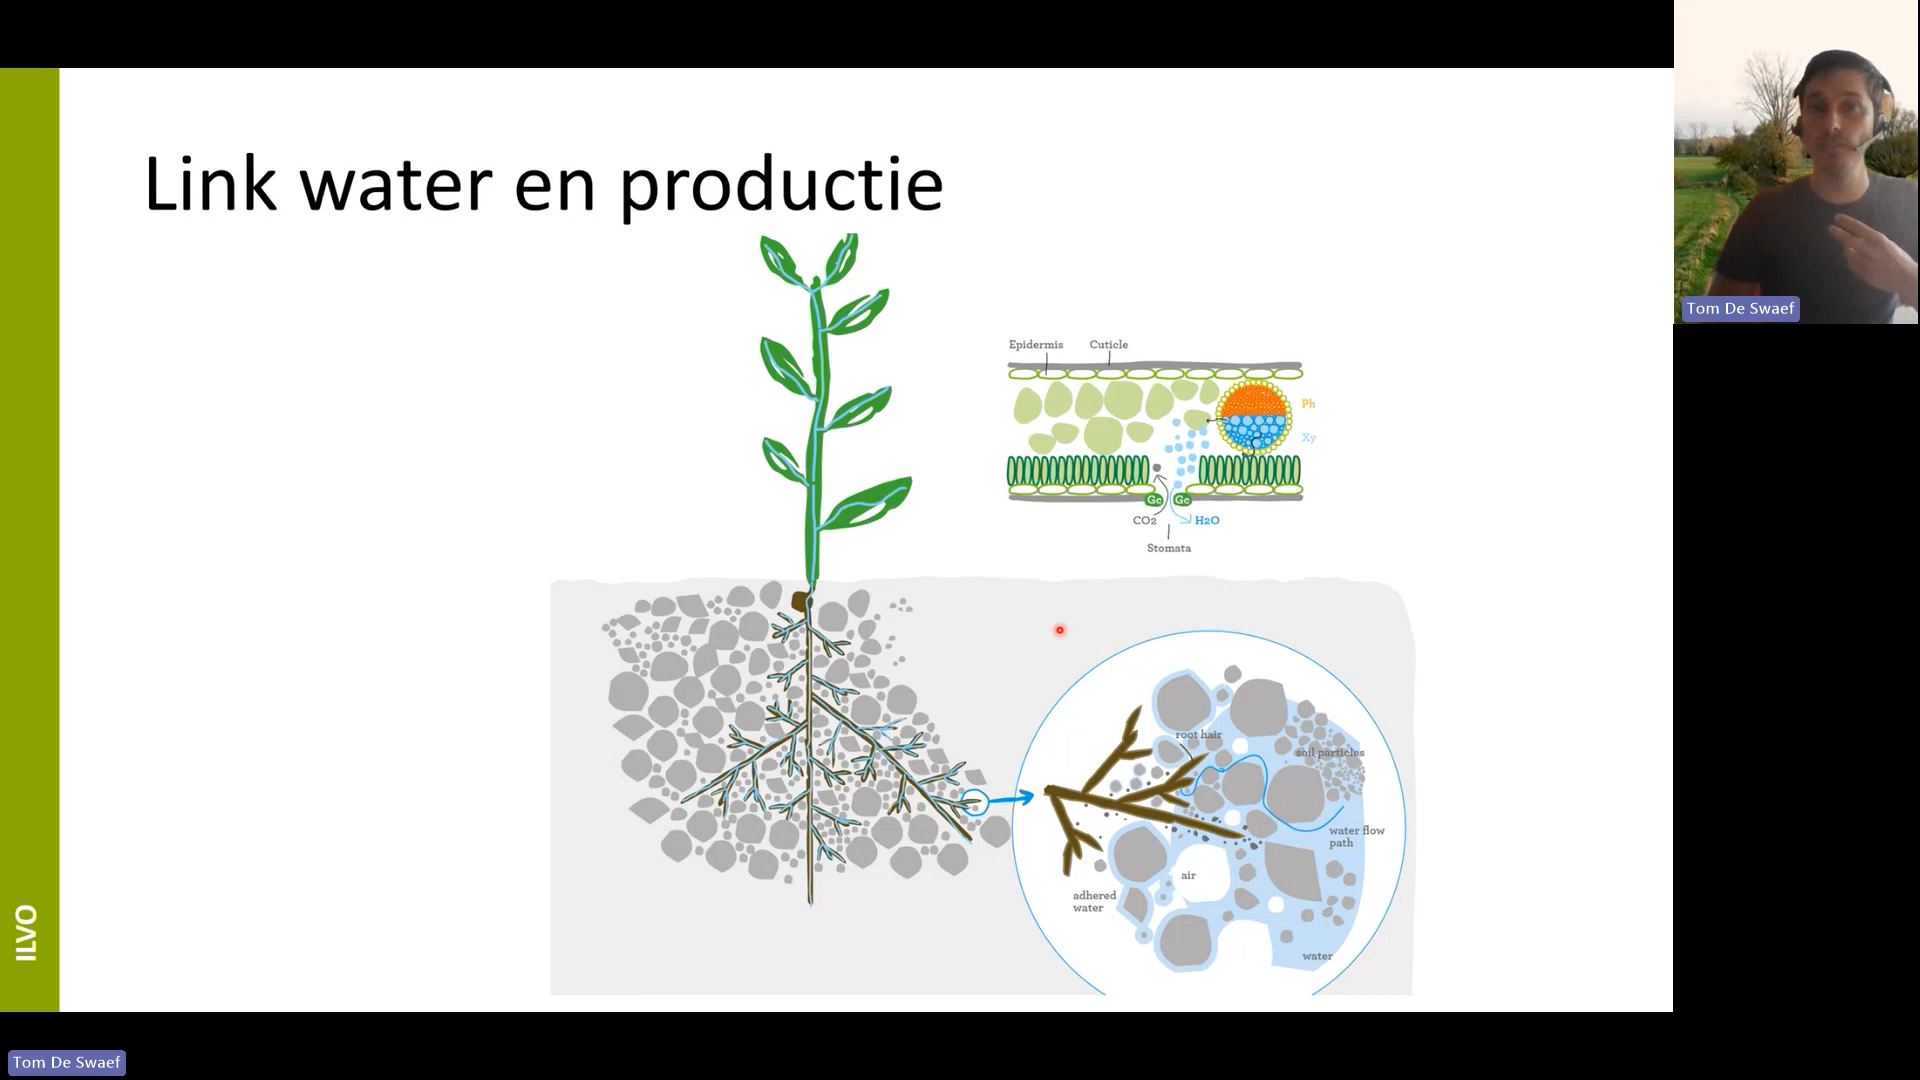 Link water en productie
Tom De Swaef
Epidermis
Cuticle
Ph
Xy
Gc
Gc
CO2
H2O
Stomata
root hair
soil particles
water flow
path
air
adhered
water
water
ILVO
Tom De Swaef